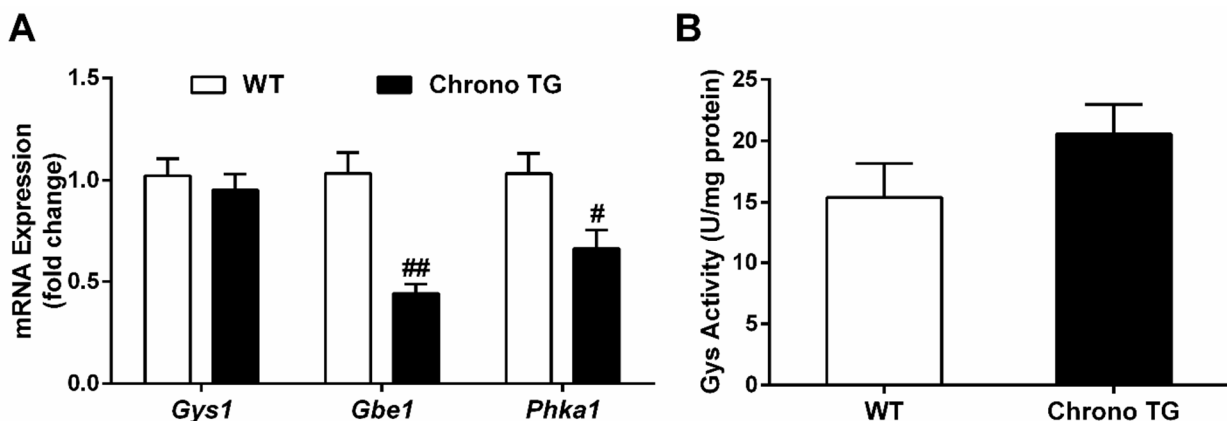 A
WT
Chrono TG
mRNA Expression
(fold change)
1.5
1.0
0.5
0.0
##
#
Gys1
Gbe1
Phka1
B
Gys Activity (U/mg protein)
25
20
15
10
5
0
WT
Chrono TG